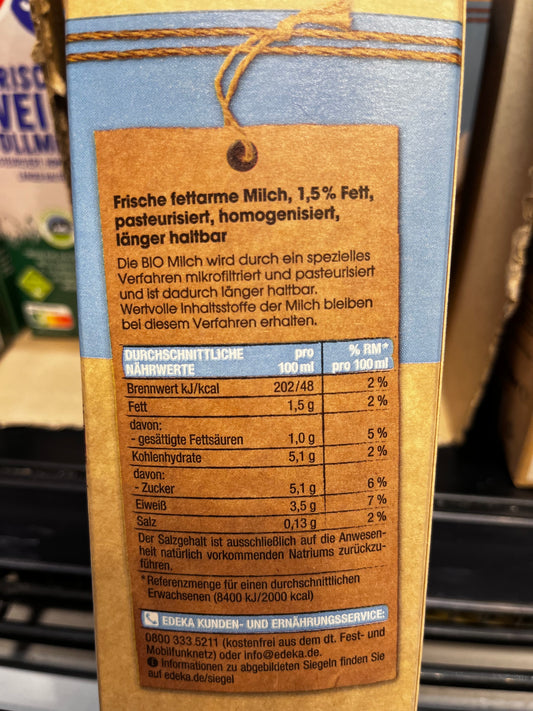 Frische fettarme Milch, 1,5% Fett,
pasteurisiert, homogenisiert,
länger haltbar
Die BIO Milch wird durch ein spezielles
Verfahren mikrofiltriert und pasteurisiert
und ist dadurch länger haltbar.
Wertvolle Inhaltsstoffe der Milch bleiben
bei diesem Verfahren erhalten.
DURCHSCHNITTLICHE NÄHRWERTE pro 100 ml % RM* pro 100 ml
Brennwert kJ/kcal 202/48 2 %
Fett 1,5 g 2 %
davon:
- gesättigte Fettsäuren 1,0 g 5 %
Kohlenhydrate 5,1 g 2 %
davon:
- Zucker 5,1 g 6 %
Eiweiß 3,5 g 7 %
Salz 0,13 g 2 %
Der Salzgehalt ist ausschließlich auf die Anwesen-
heit natürlich vorkommenden Natriums zurückzu-
führen.
*Referenzmenge für einen durchschnittlichen
Erwachsenen (8400 kJ/2000 kcal)
EDEKA KUNDEN- UND ERNÄHRUNGSSERVICE:
0800 333 5211 (kostenfrei aus dem dt. Fest- und
Mobilfunknetz) oder info@edeka.de.
Informationen zu abgebildeten Siegeln finden Sie
auf edeka.de/siegel